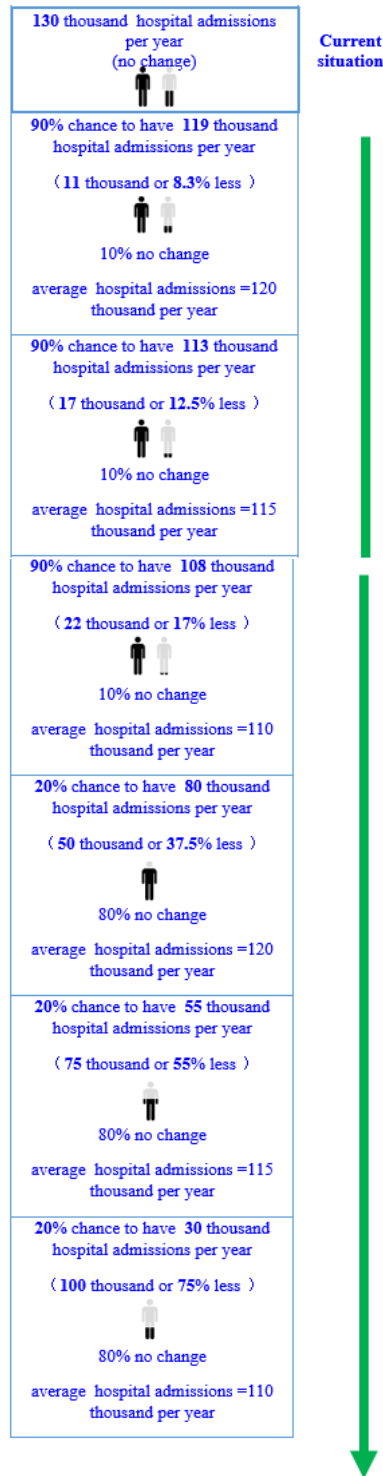 130 thousand hospital admissions
per year
(no change)
Current
situation
90% chance to have 119 thousand
hospital admissions per year
（11 thousand or 8.3% less ）
10% no change
average hospital admissions =120
thousand per year
90% chance to have 113 thousand
hospital admissions per year
（17 thousand or 12.5% less ）
10% no change
average hospital admissions =115
thousand per year
90% chance to have 108 thousand
hospital admissions per year
（22 thousand or 17% less ）
10% no change
average hospital admissions =110
thousand per year
20% chance to have 80 thousand
hospital admissions per year
（50 thousand or 37.5% less ）
80% no change
average hospital admissions =120
thousand per year
20% chance to have 55 thousand
hospital admissions per year
（75 thousand or 55% less ）
80% no change
average hospital admissions =115
thousand per year
20% chance to have 30 thousand
hospital admissions per year
（100 thousand or 75% less ）
80% no change
average hospital admissions =110
thousand per year